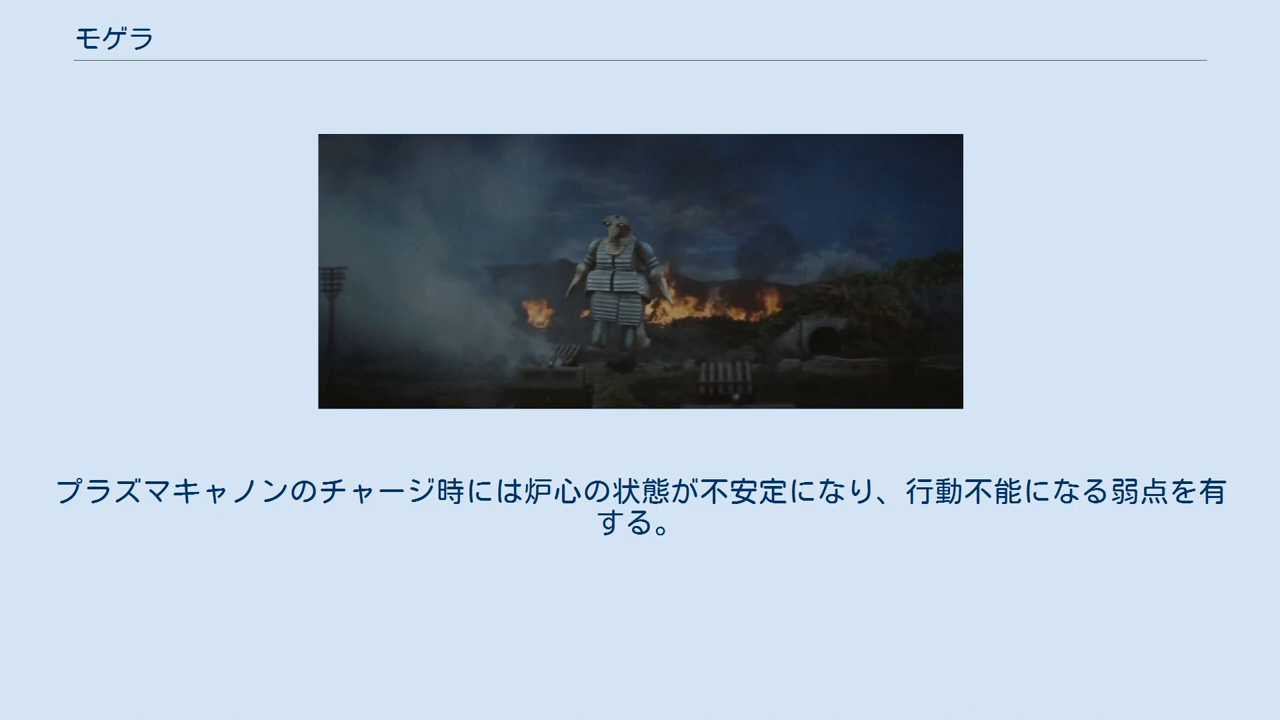 モゲラ
プラズマキャノンのチャージ時には炉心の状態が不安定になり、行動不能になる弱点を有
する。